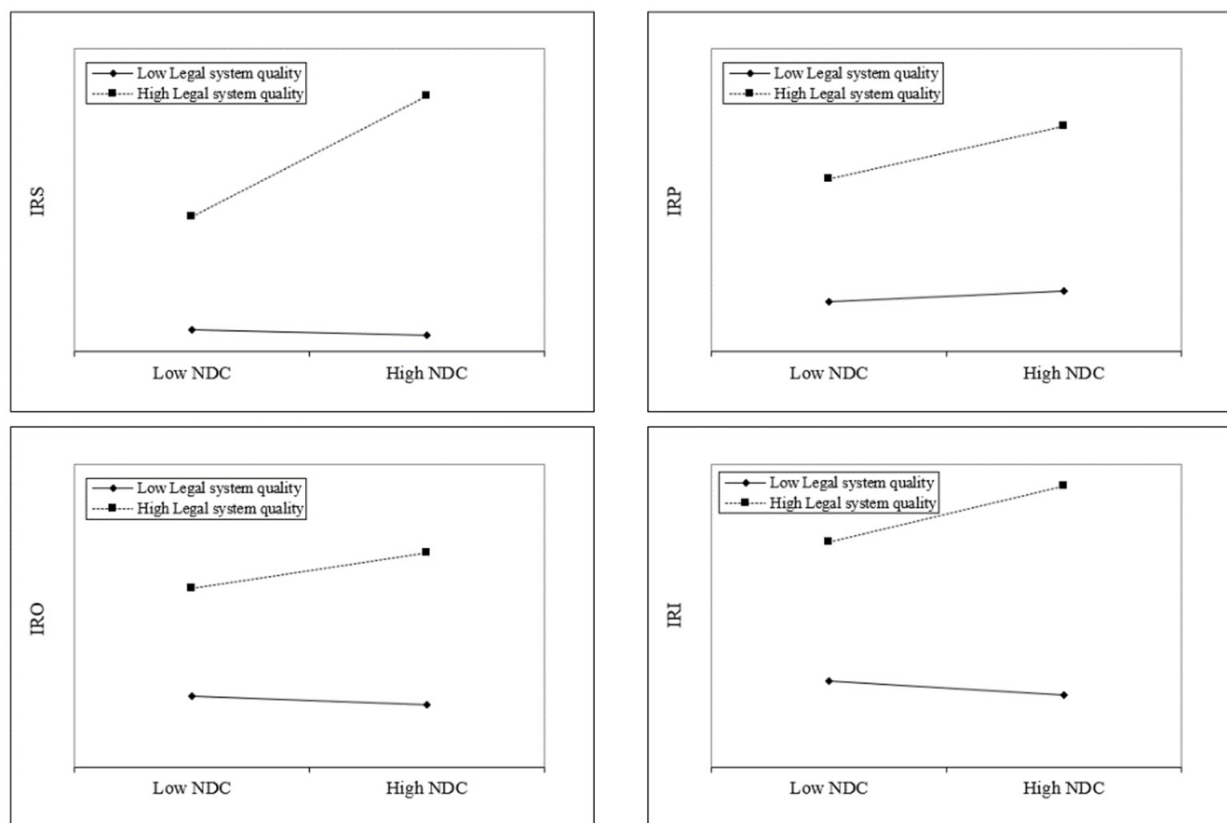 Low Legal system quality
High Legal system quality
IRS
Low NDC High NDC
Low Legal system quality
High Legal system quality
IRP
Low NDC High NDC
Low Legal system quality
High Legal system quality
IRO
Low NDC High NDC
Low Legal system quality
High Legal system quality
IRI
Low NDC High NDC